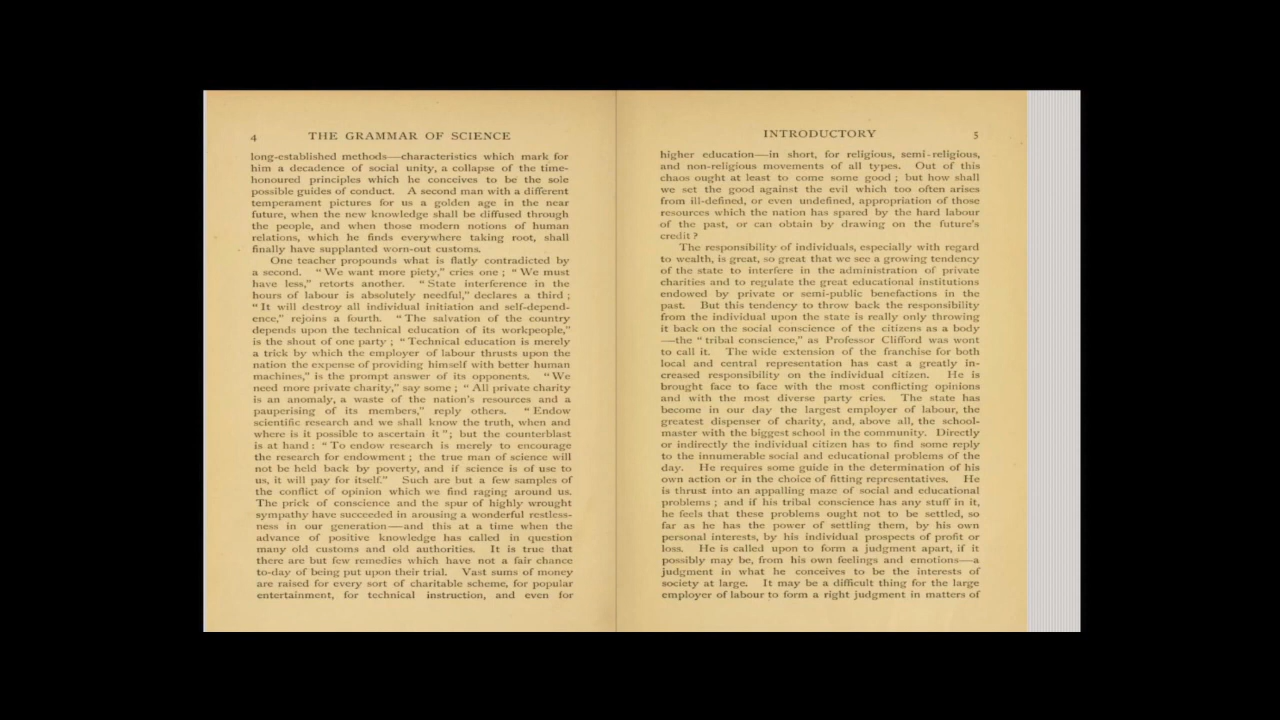 4 THE GRAMMAR OF SCIENCE
long-established methods—characteristics which mark for
him a decadence of social unity, a collapse of the time-
honoured principles which he conceives to be the sole
possible guides of conduct. A second man with a different
temperament pictures for us a golden age in the near
future, when the new knowledge shall be diffused through
the people, and when those modern notions of human
relations, which he finds everywhere taking root, shall
finally have supplanted worn-out customs.
One teacher propounds what is flatly contradicted by
a second. “We want more piety,” cries one ; “We must
have less,” retorts another. “State interference in the
hours of labour is absolutely needful,” declares a third ;
“It will destroy all individual initiation and self-depend-
ence,” rejoins a fourth. “The salvation of the country
depends upon the technical education of its workpeople,”
is the shout of one party ; “Technical education is merely
a trick by which the employer of labour thrusts upon the
nation the expense of providing himself with better human
machines,” is the prompt answer of its opponents. “We
need more private charity,” say some ; “All private charity
is an anomaly, a waste of the nation’s resources and a
pauperising of its members,” reply others. “Endow
scientific research and we shall know the truth, when and
where is it possible to ascertain it” ; but the counterblast
is at hand : “To endow research is merely to encourage
the research for endowment ; the true man of science will
not be held back by poverty, and if science is of use to
us, it will pay for itself.” Such are but a few samples of
the conflict of opinion which we find raging around us.
The prick of conscience and the spur of highly wrought
sympathy have succeeded in arousing a wonderful restless-
ness in our generation—and this at a time when the
advance of positive knowledge has called in question
many old customs and old authorities. It is true that
there are but few remedies which have not a fair chance
to-day of being put upon their trial. Vast sums of money
are raised for every sort of charitable scheme, for popular
entertainment, for technical instruction, and even for
INTRODUCTORY 5
higher education—in short, for religious, semi-religious,
and non-religious movements of all types. Out of this
chaos ought at least to come some good ; but how shall
we set the good against the evil which too often arises
from ill-defined, or even undefined, appropriation of those
resources which the nation has spared by the hard labour
of the past, or can obtain by drawing on the future’s
credit ?
The responsibility of individuals, especially with regard
to wealth, is great, so great that we see a growing tendency
of the state to interfere in the administration of private
charities and to regulate the great educational institutions
endowed by private or semi-public benefactions in the
past. But this tendency to throw back the responsibility
from the individual upon the state is really only throwing
it back on the social conscience of the citizens as a body
—the “tribal conscience,” as Professor Clifford was wont
to call it. The wide extension of the franchise for both
local and central representation has cast a greatly in-
creased responsibility on the individual citizen. He is
brought face to face with the most conflicting opinions
and with the most diverse party cries. The state has
become in our day the largest employer of labour, the
greatest dispenser of charity, and, above all, the school-
master with the biggest school in the community. Directly
or indirectly the individual citizen has to find some reply
to the innumerable social and educational problems of the
day. He requires some guide in the determination of his
own action or in the choice of fitting representatives. He
is thrust into an appalling maze of social and educational
problems ; and if his tribal conscience has any stuff in it,
he feels that these problems ought not to be settled, so
far as he has the power of settling them, by his own
personal interests, by his individual prospects of profit or
loss. He is called upon to form a judgment apart, if it
possibly may be, from his own feelings and emotions—a
judgment in what he conceives to be the interests of
society at large. It may be a difficult thing for the large
employer of labour to form a right judgment in matters of